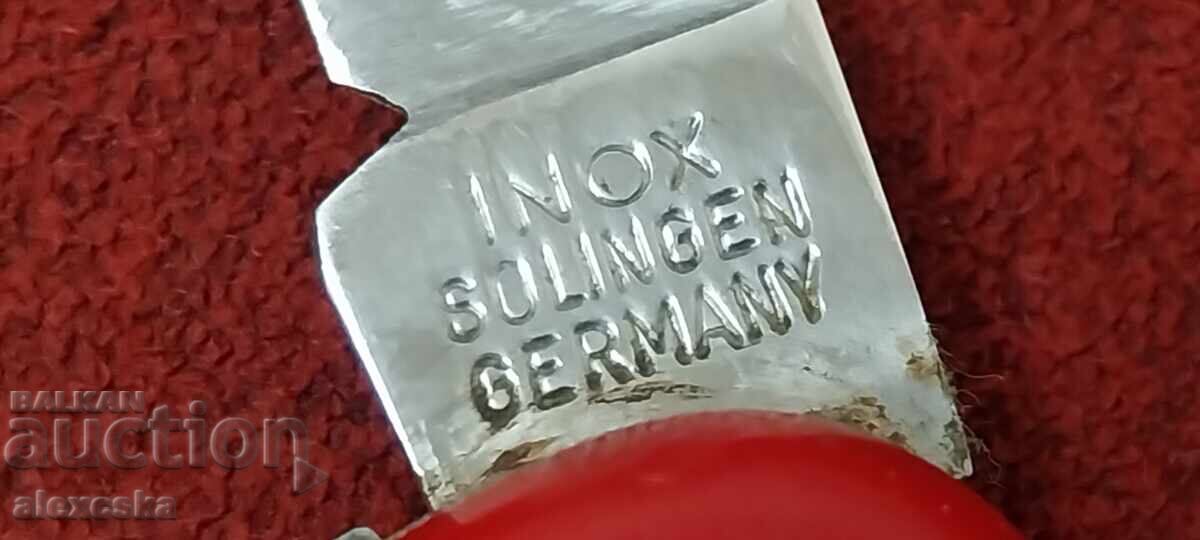 INOX
SOLINGEN
GERMANY
BALKAN
auction
alexcska